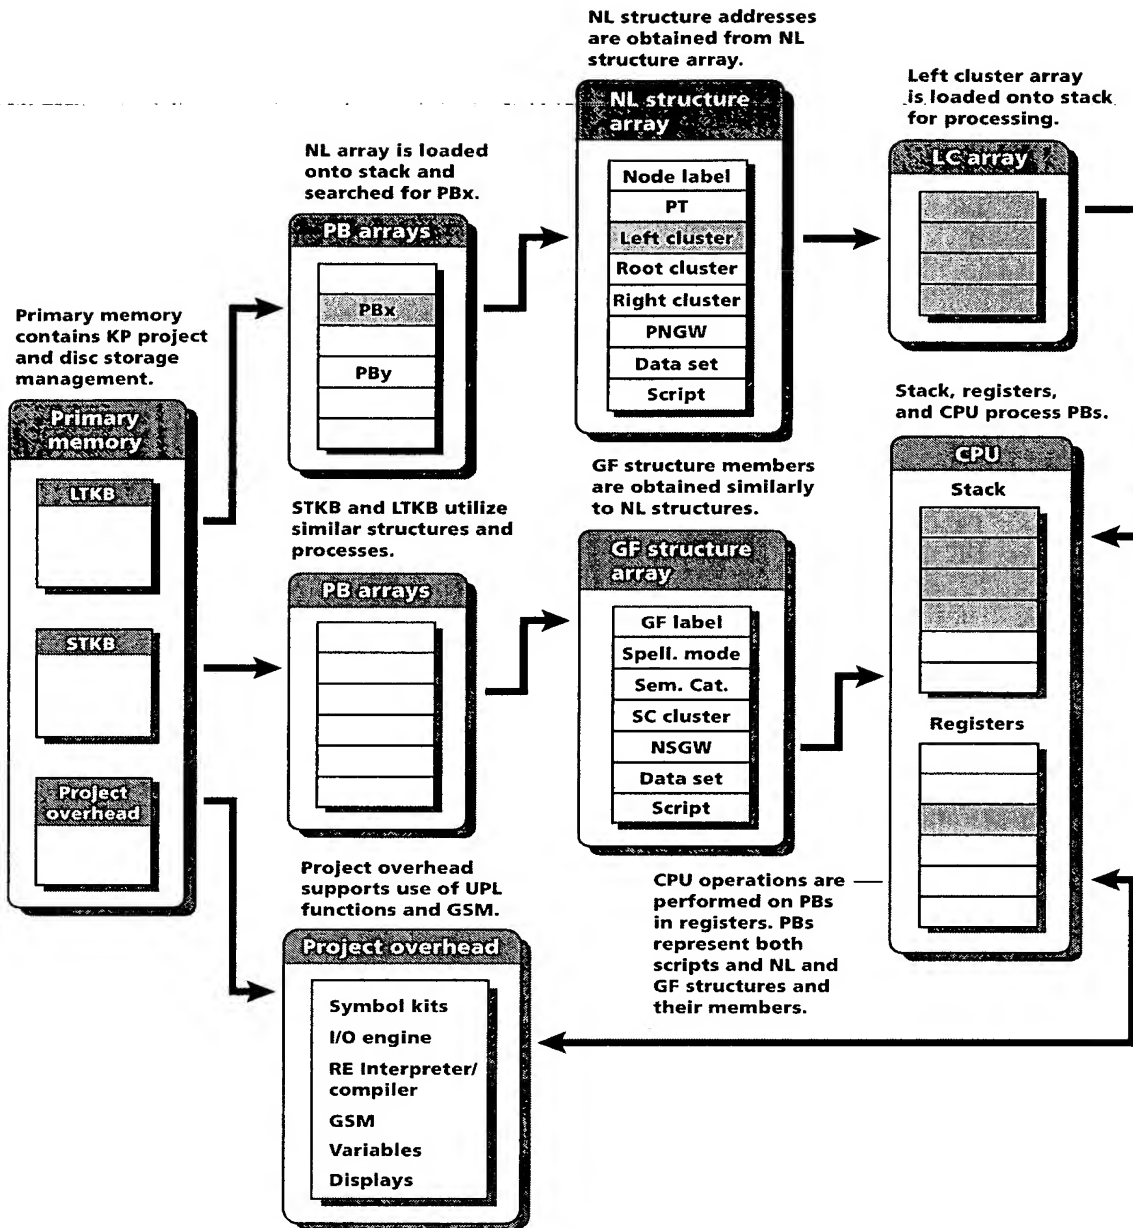 NL structure addresses
are obtained from NL
structure array.
Left cluster array
is loaded onto stack
for processing.
NL structure
array
LC array
NL array is loaded
onto stack and
searched for PBx.
Node label
PT
Left cluster
Root cluster
Right cluster
PNGW
Data set
Script
PB arrays
PBx
PBy
Primary memory
contains KP project
and disc storage
management.
Primary
memory
LTKB
STKB
Project
overhead
Stack, registers,
and CPU process PBs.
CPU
Stack
Registers
STKB and LTKB utilize
similar structures and
processes.
PB arrays
GF structure members
are obtained similarly
to NL structures.
GF structure
array
GF label
Spell. mode
Sem. Cat.
SC cluster
NSGW
Data set
Script
Project overhead
supports use of UPL
functions and GSM.
Project overhead
Symbol kits
I/O engine
RE Interpreter/
compiler
GSM
Variables
Displays
CPU operations are
performed on PBs
in registers. PBs
represent both
scripts and NL and
GF structures and
their members.